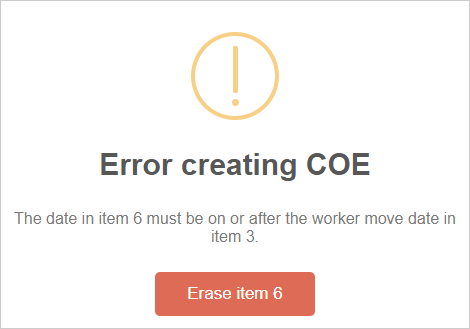 Error creating COE
The date in item 6 must be on or after the worker move date in
item 3.
Erase item 6